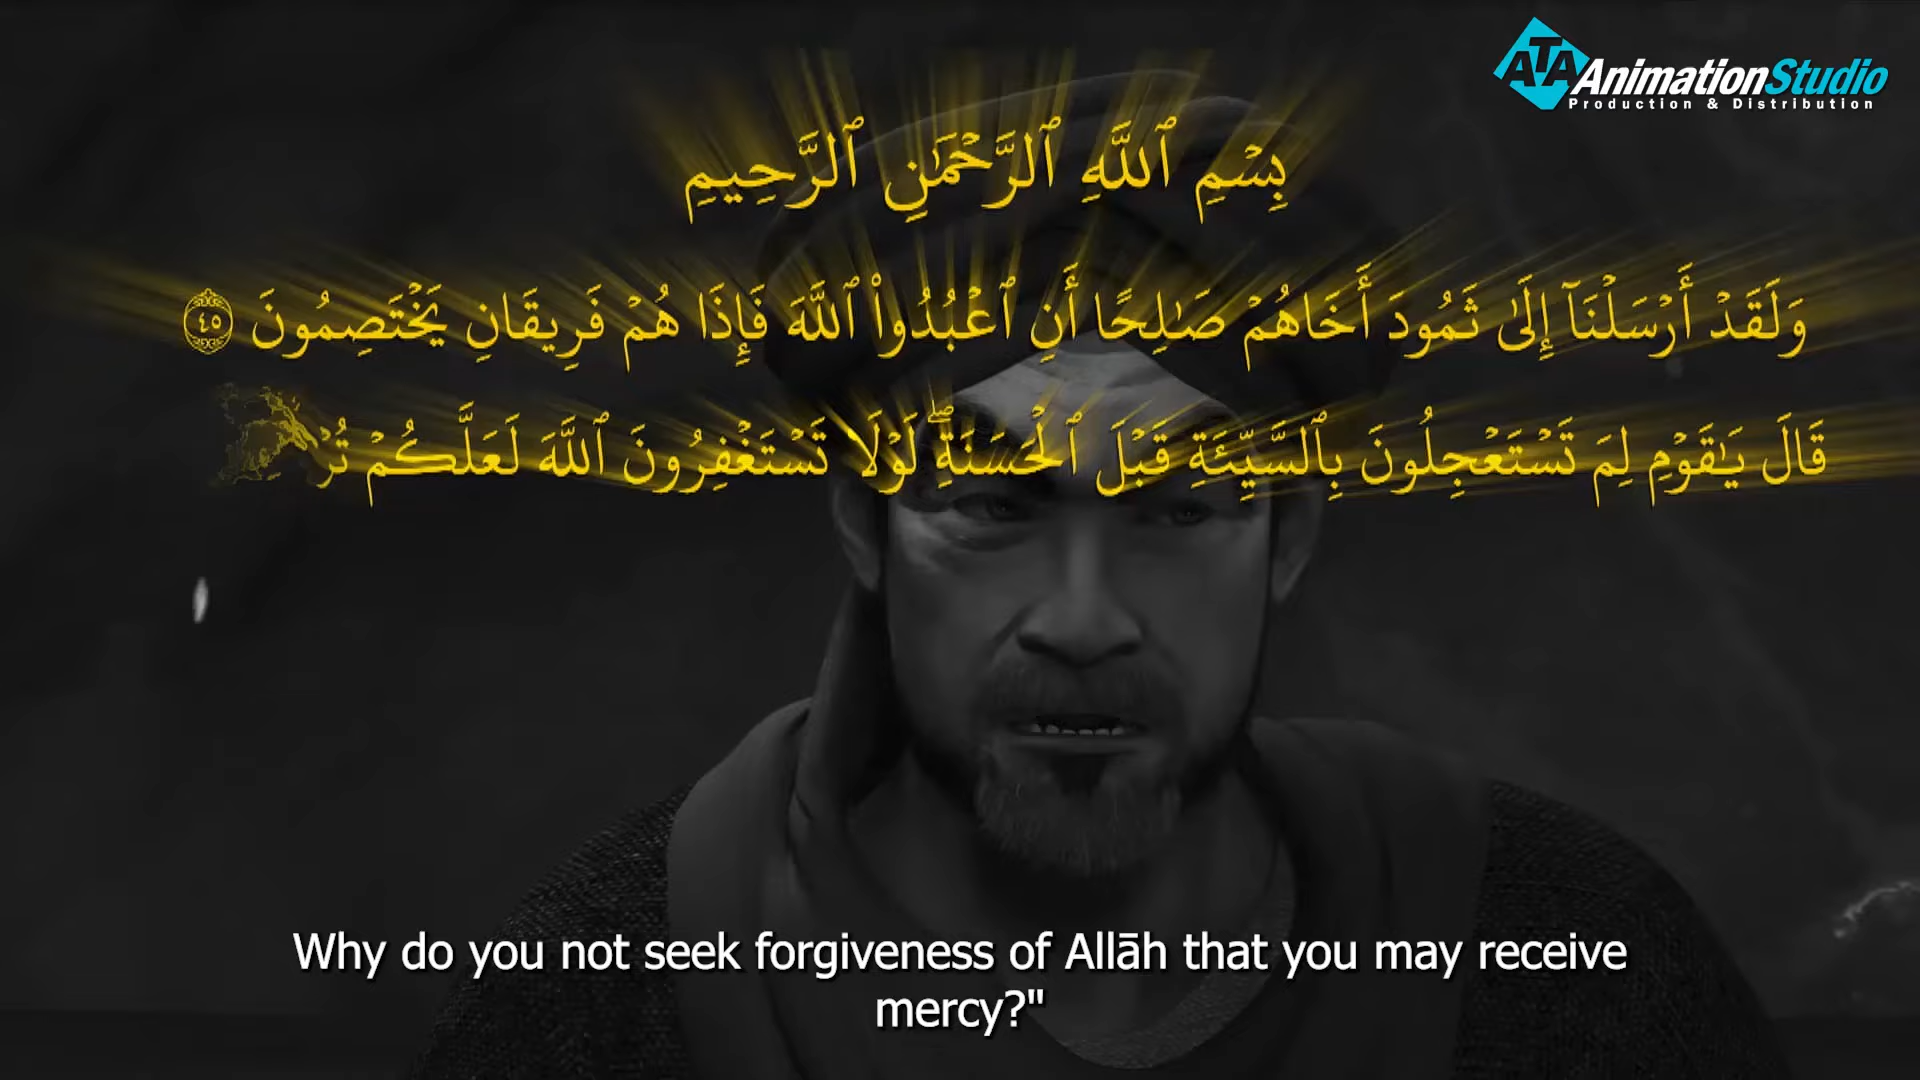 ATA AnimationStudio
Production & Distribution
بِسْمِ ٱللَّهِ ٱلرَّحْمَٰنِ ٱلرَّحِيمِ
وَلَقَدْ أَرْسَلْنَآ إِلَىٰ ثَمُودَ أَخَاهُمْ صَٰلِحًا أَنِ ٱعْبُدُوا۟ ٱللَّهَ فَإِذَا هُمْ فَرِيقَانِ يَخْتَصِمُونَ ٤٥
قَالَ يَٰقَوْمِ لِمَ تَسْتَعْجِلُونَ بِٱلسَّيِّئَةِ قَبْلَ ٱلْحَسَنَةِ ۖ لَوْلَا تَسْتَغْفِرُونَ ٱللَّهَ لَعَلَّكُمْ تُرْ
Why do you not seek forgiveness of Allāh that you may receive
mercy?"